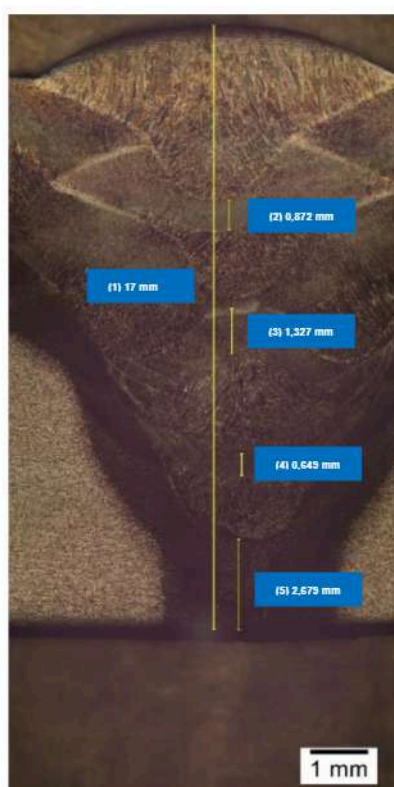 (2) 0,872 mm
(1) 17 mm
(3) 1,327 mm
(4) 0,649 mm
(5) 2,679 mm
1 mm